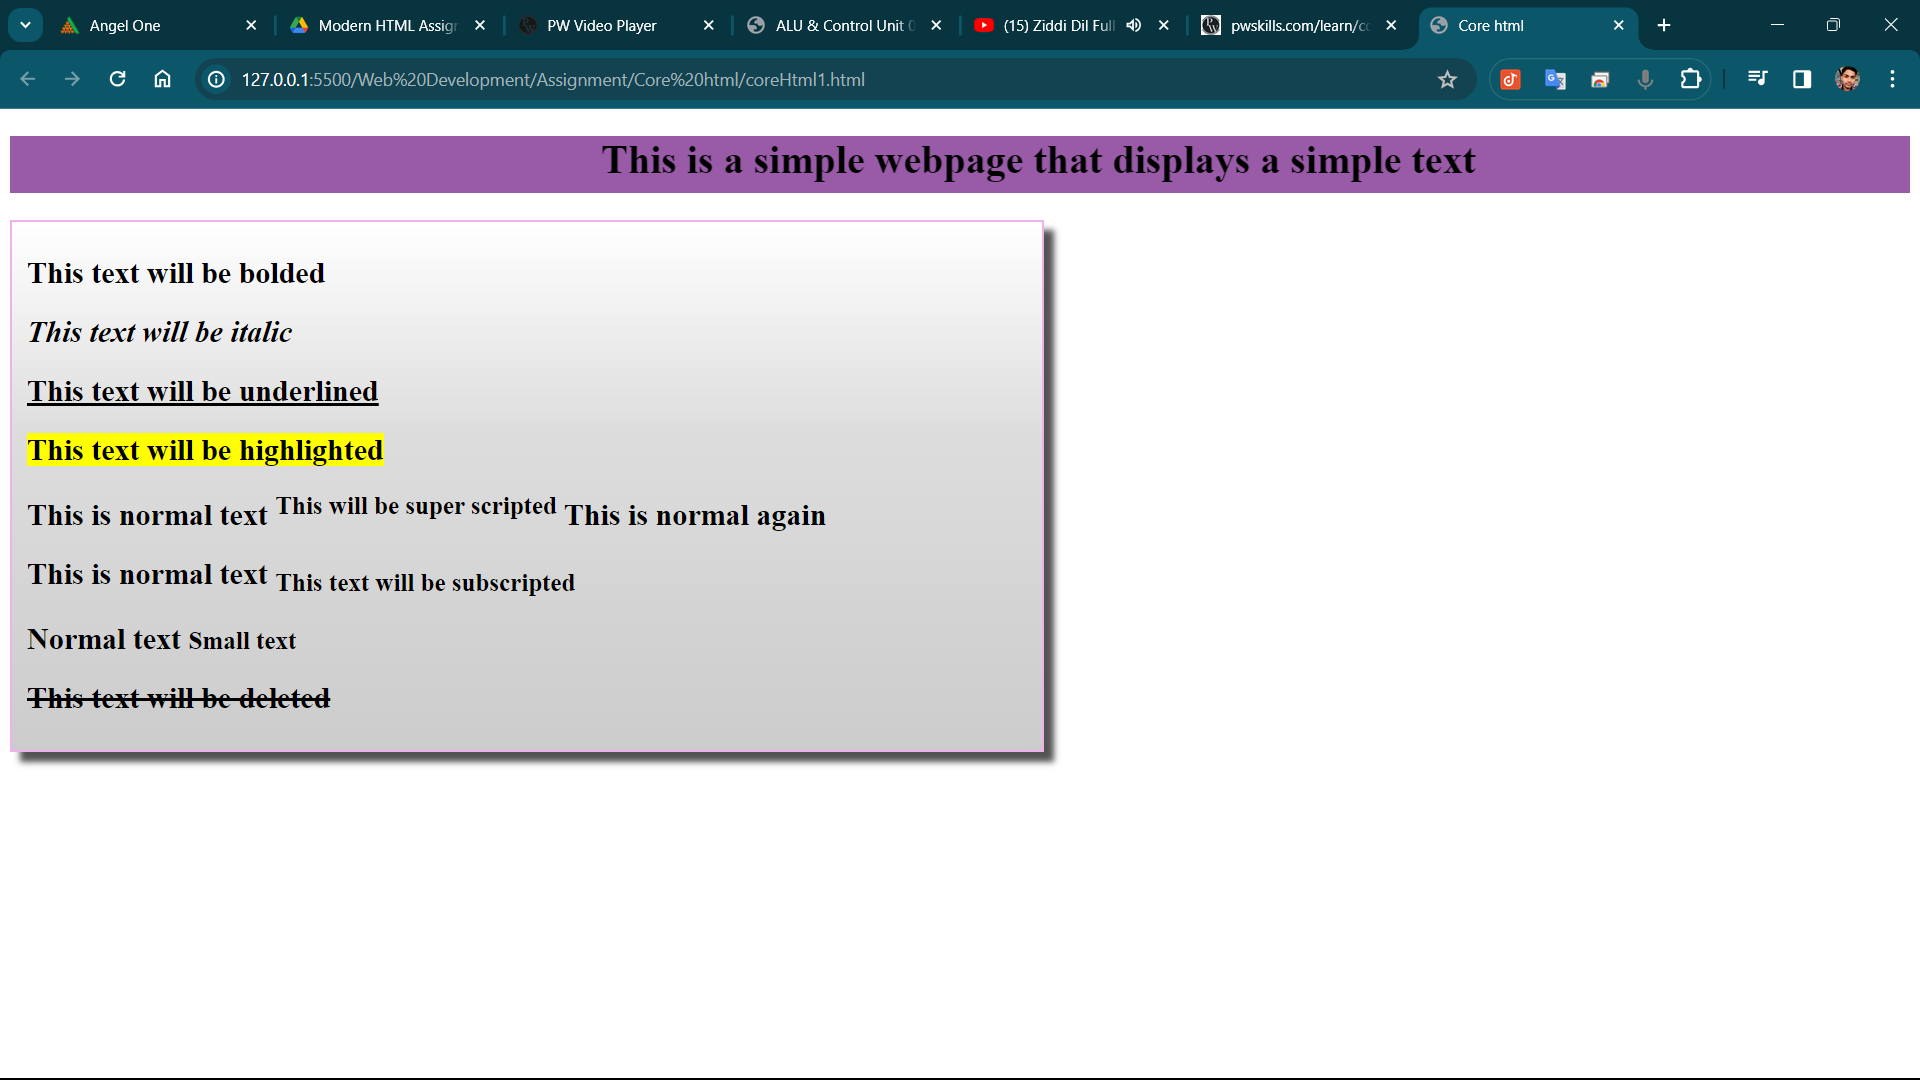 Angel One
Modern HTML Assign
PW Video Player
ALU & Control Unit
(15) Ziddi Dil Full
pwskills.com/learn/co
Core html
127.0.0.1:5500/Web%20Development/Assignment/Core%20html/coreHtml1.html
This is a simple webpage that displays a simple text
This text will be bolded
This text will be italic
This text will be underlined
This text will be highlighted
This is normal text This will be super scripted This is normal again
This is normal text This text will be subscripted
Normal text Small text
This text will be deleted